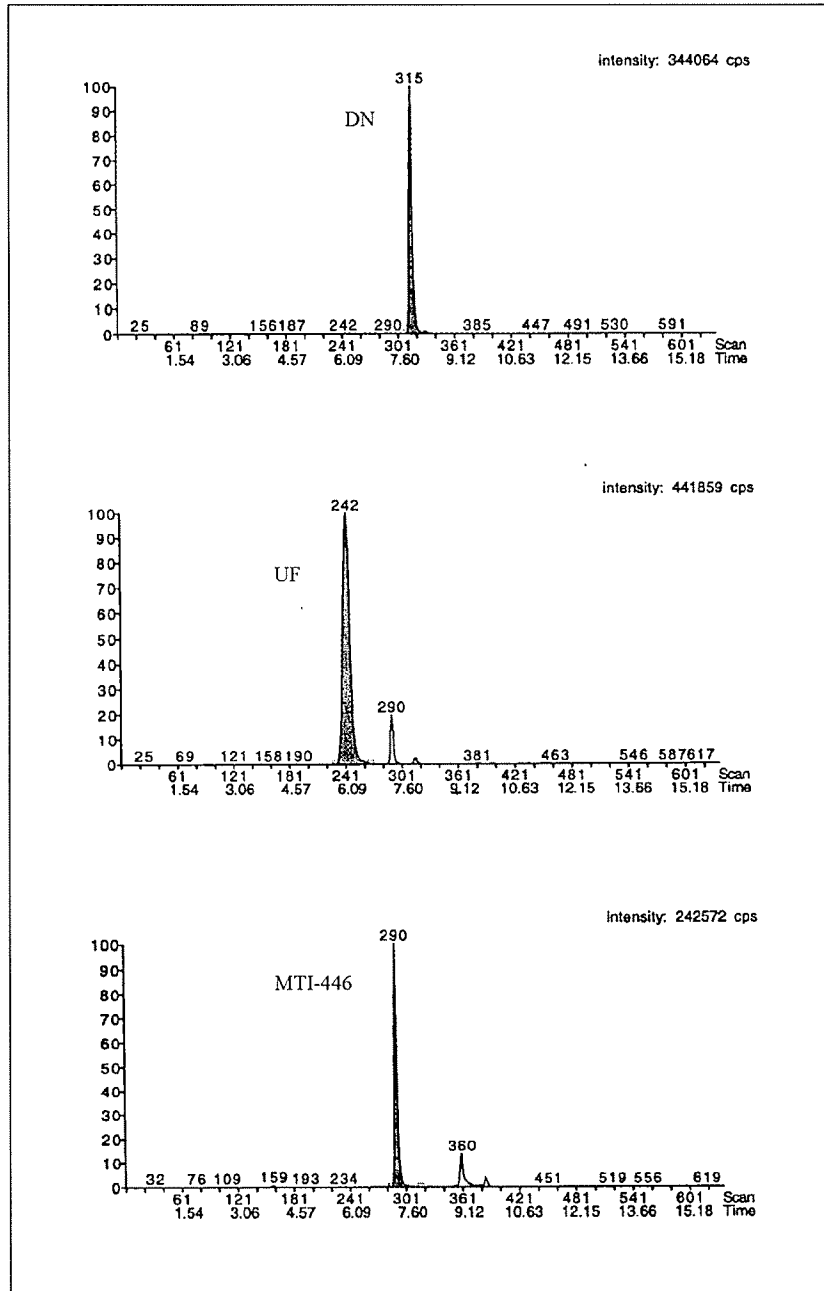 intensity: 344064 cps
315
DN
100
90
80
70
60
50
40
30
20
10
0
25 89 156187 242 290 385 447 491 530 591
61 121 181 241 301 361 421 481 541 601 Scan
1.54 3.06 4.57 6.09 7.60 9.12 10.63 12.15 13.66 15.18 Time
intensity: 441859 cps
242
UF
100
90
80
70
60
50
40
30
20
10
0
290
25 69 121 158190 381 463 546 587617
61 121 181 241 301 361 421 481 541 601 Scan
1.54 3.06 4.57 6.09 7.60 9.12 10.63 12.15 13.66 15.18 Time
Intensity: 242572 cps
290
MTI-446
100
90
80
70
60
50
40
30
20
10
0
360
32 76 109 159 193 234 451 519 556 619
61 121 181 241 301 361 421 481 541 601 Scan
1.54 3.06 4.57 6.09 7.60 9.12 10.63 12.15 13.66 15.18 Time